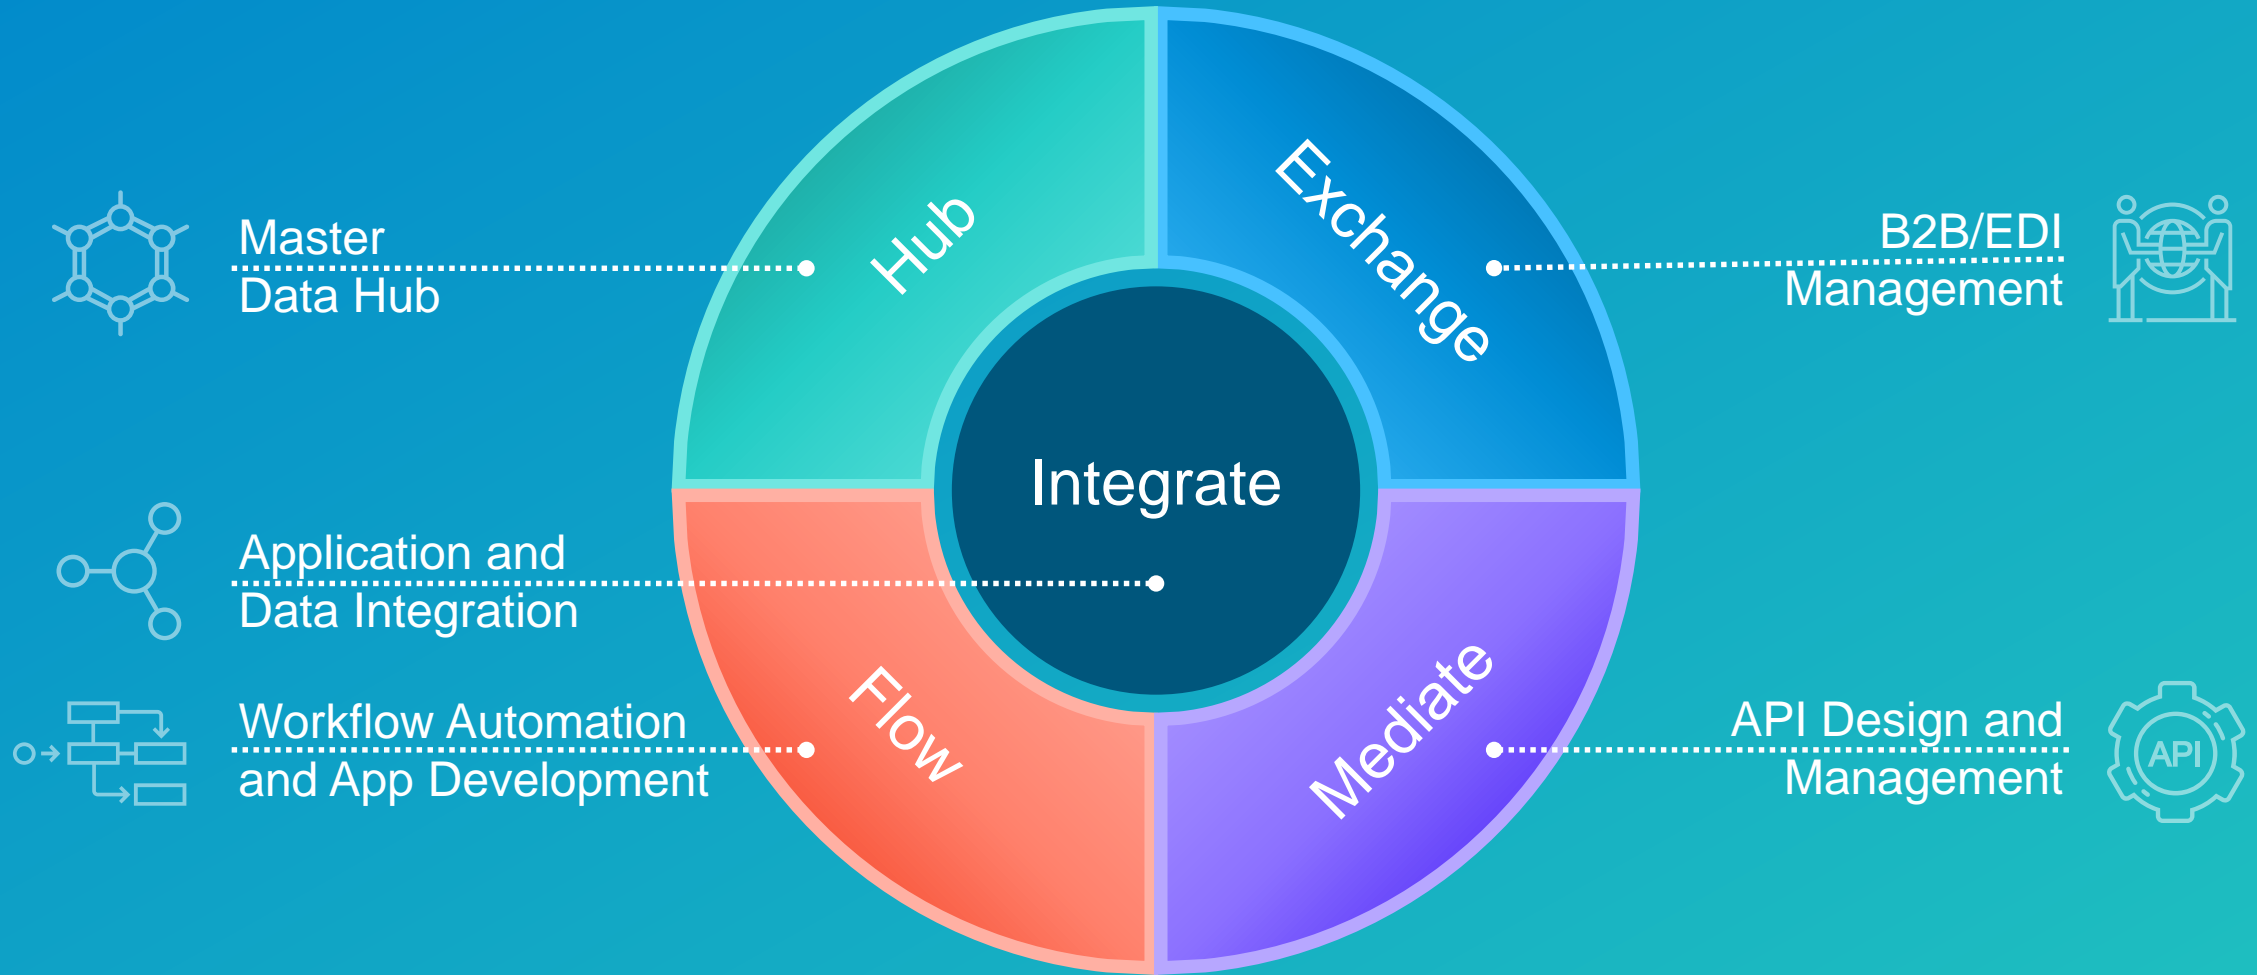 Hub
Exchange
Integrate
Flow
Mediate
Master
Data Hub
Application and
Data Integration
Workflow Automation
and App Development
B2B/EDI
Management
API Design and
Management
API